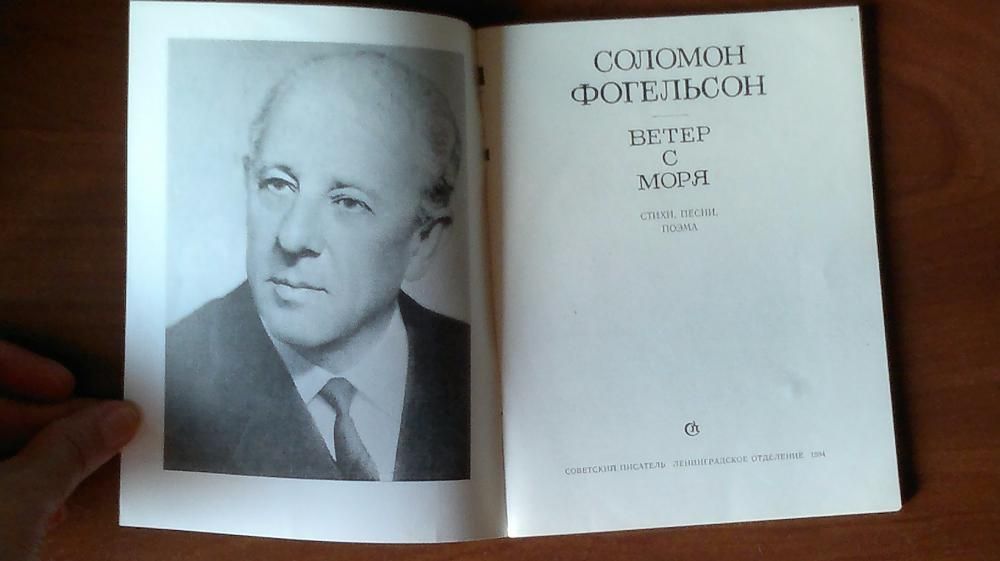 СОЛОМОН
ФОГЕЛЬСОН
ВЕТЕР
С
МОРЯ
СТИХИ, ПЕСНИ,
ПОЭМА
СОВЕТСКИЙ ПИСАТЕЛЬ ЛЕНИНГРАДСКОЕ ОТДЕЛЕНИЕ 1984